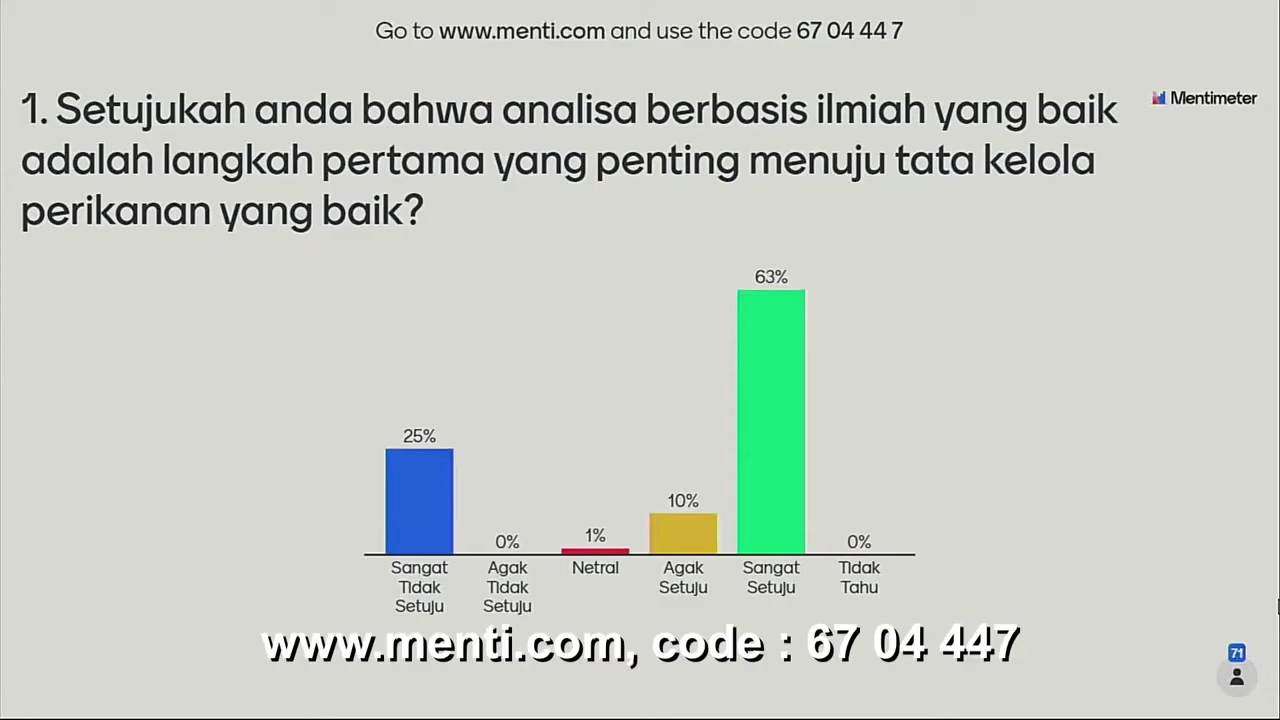 Go to www.menti.com and use the code 67 04 44 7
1. Setujukah anda bahwa analisa berbasis ilmiah yang baik
adalah langkah pertama yang penting menuju tata kelola
perikanan yang baik?
Mentimeter
63%
25%
10%
1%
0%
0%
Sangat Tidak Setuju
Agak Tidak Setuju
Netral
Agak Setuju
Sangat Setuju
Tidak Tahu
www.menti.com, code : 67 04 447
71